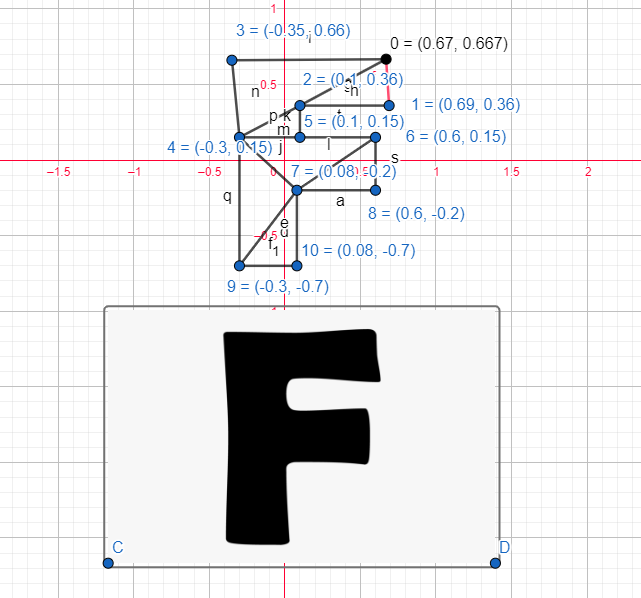 1
3 = (-0.35, 0.66)
i
0 = (0.67, 0.667)
0.5
2 = (0.1, 0.36)
g
h
n
1 = (0.69, 0.36)
p
k
t
5 = (0.1, 0.15)
m
6 = (0.6, 0.15)
4 = (-0.3, 0.15)
j
l
s
−1.5
−1
−0.5
0
7 = (0.08, -0.2)
1
1.5
2
q
a
8 = (0.6, -0.2)
e
d
−0.5
f
1
10 = (0.08, -0.7)
9 = (-0.3, -0.7)
F
C
D